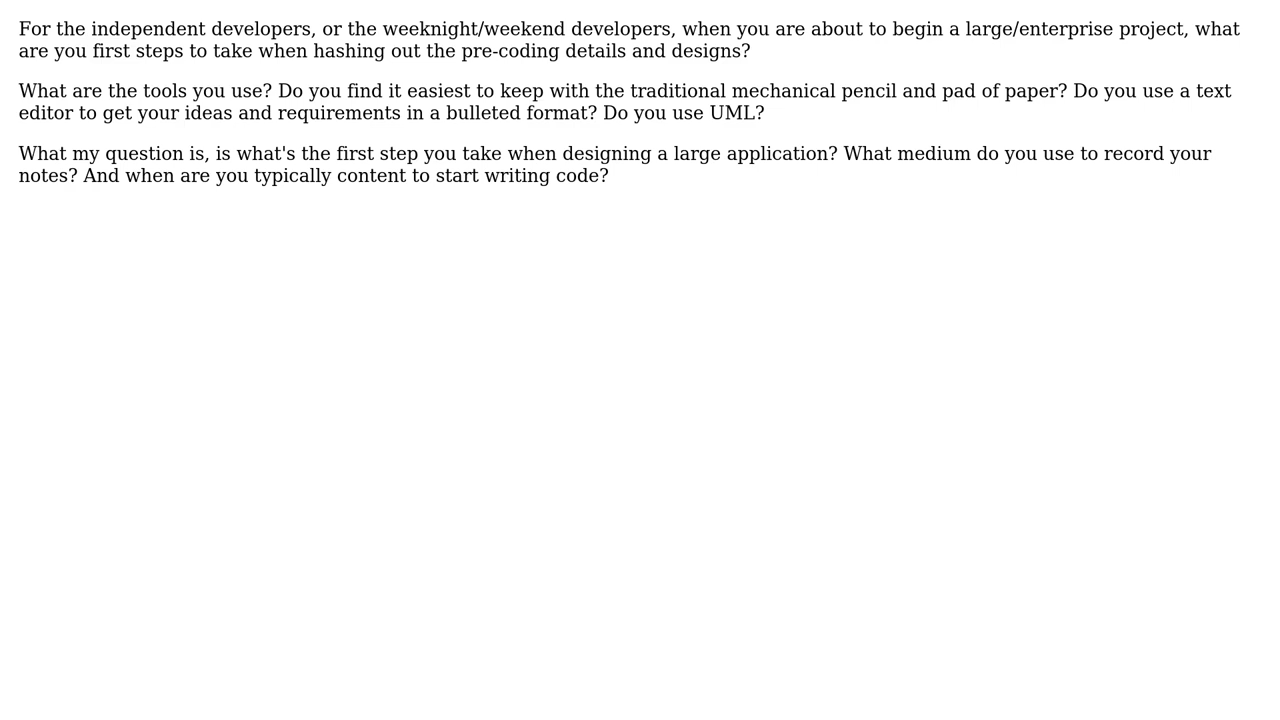 For the independent developers, or the weeknight/weekend developers, when you are about to begin a large/enterprise project, what
are you first steps to take when hashing out the pre-coding details and designs?
What are the tools you use? Do you find it easiest to keep with the traditional mechanical pencil and pad of paper? Do you use a text
editor to get your ideas and requirements in a bulleted format? Do you use UML?
What my question is, is what's the first step you take when designing a large application? What medium do you use to record your
notes? And when are you typically content to start writing code?